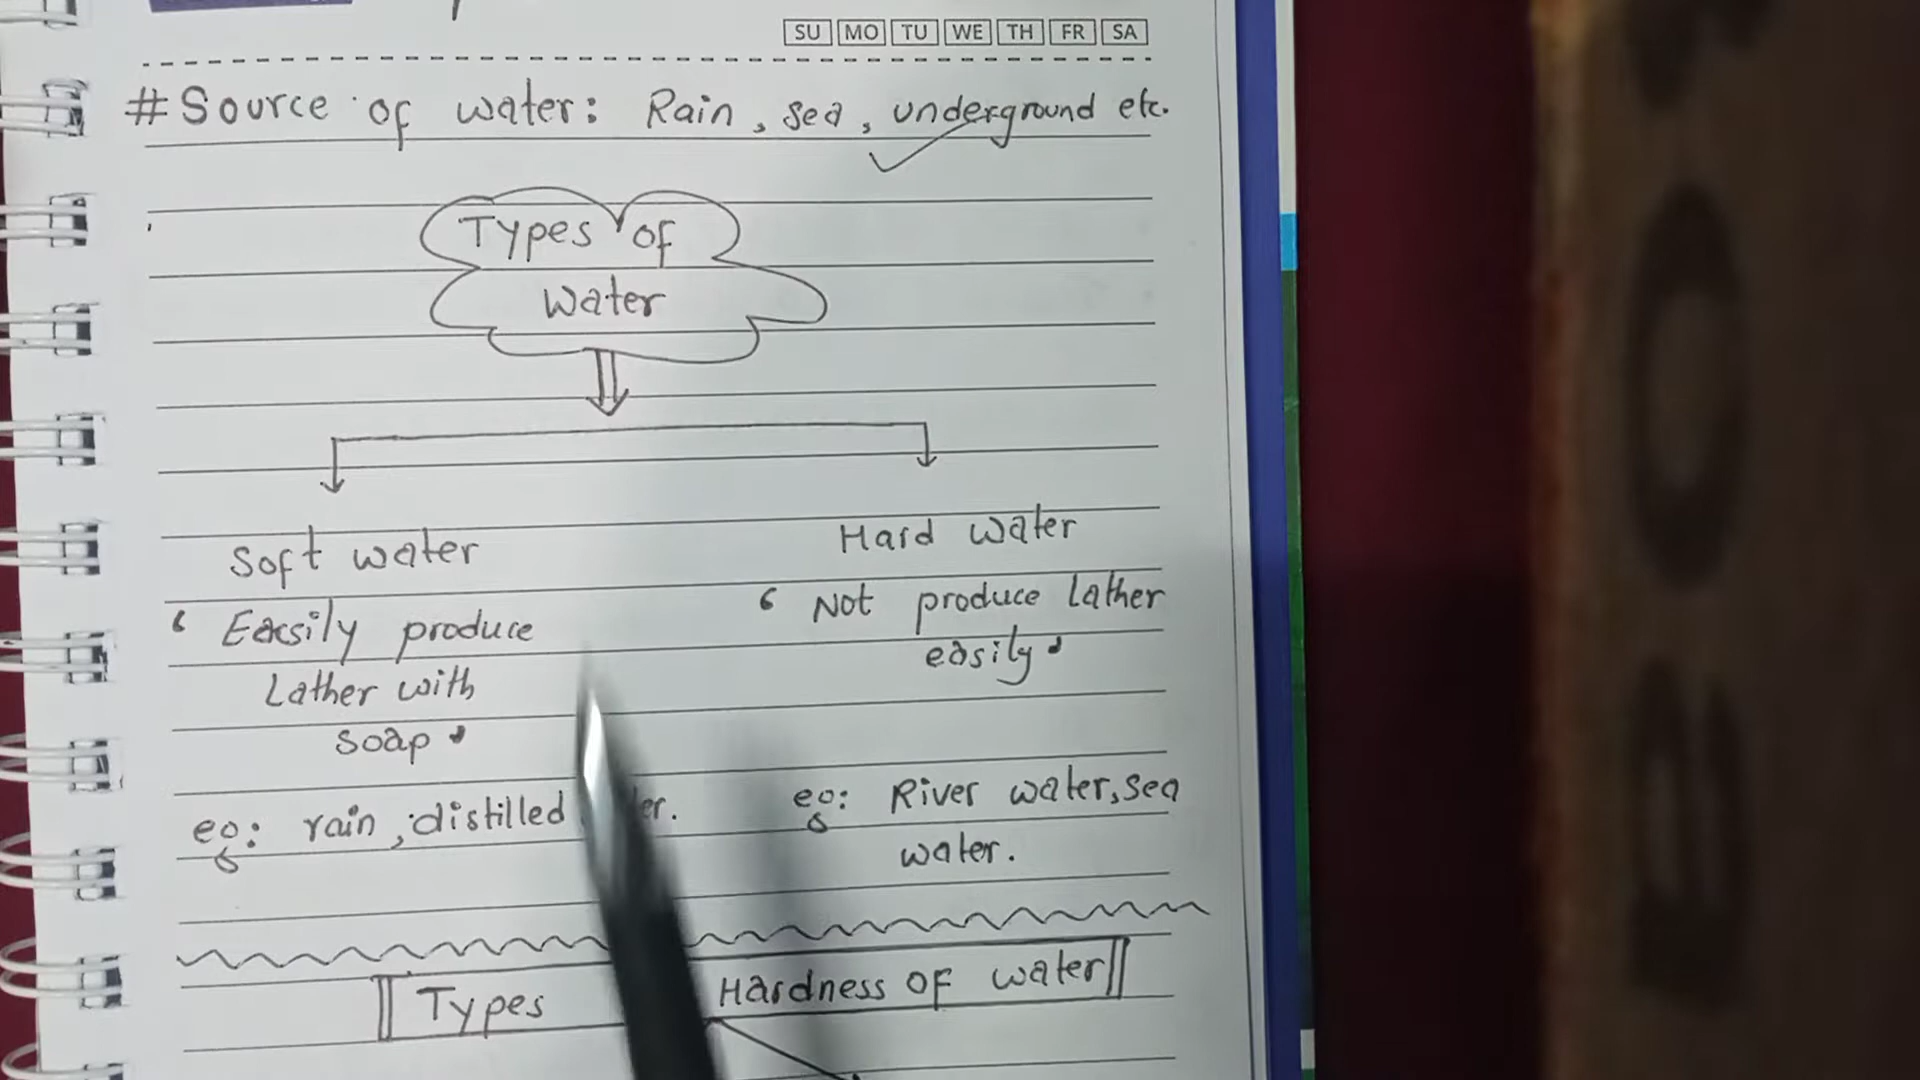 SU MO TU WE TH FR SA
# Source of water: Rain, sea, underground etc.
Types of
Water
Soft water
Easily produce
Lather with
soap.
eg: rain, distilled
Hard water
Not produce lather
easily.
eg: River water, sea
water.
Types Hardness of water